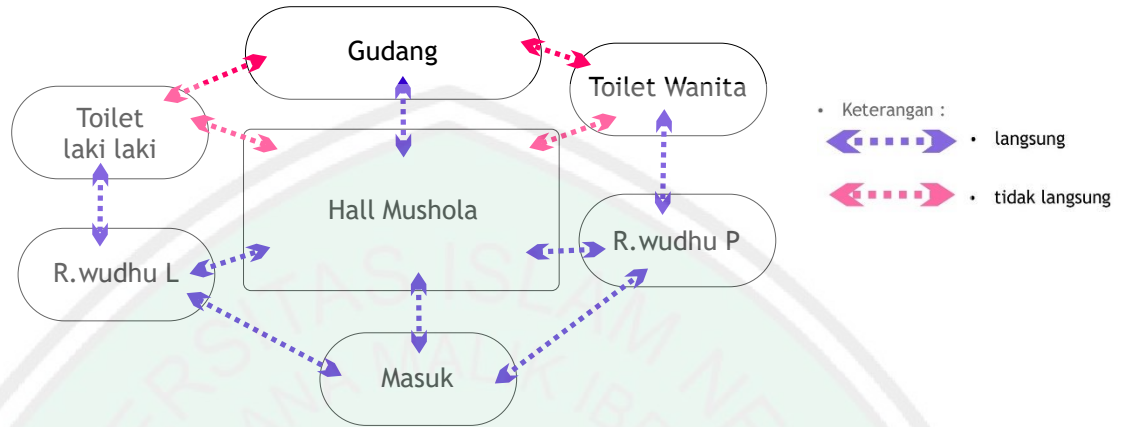 Gudang
Toilet Wanita
Toilet
laki laki
• Keterangan :
• langsung
• tidak langsung
Hall Mushola
R.wudhu P
R.wudhu L
Masuk